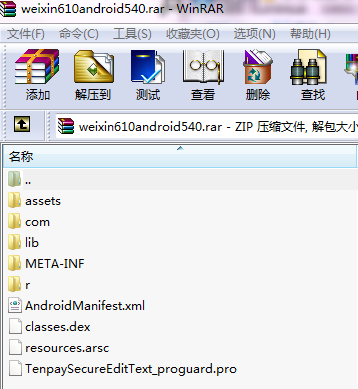 weixin610android540.rar - WinRAR
文件(F) 命令(C) 工具(S) 收藏夹(O) 选项(N) 帮助(H)
添加 解压到 测试 查看 删除 查找
weixin610android540.rar - ZIP 压缩文件, 解包大小
名称
..
assets
com
lib
META-INF
r
AndroidManifest.xml
classes.dex
resources.arsc
TenpaySecureEditText_proguard.pro